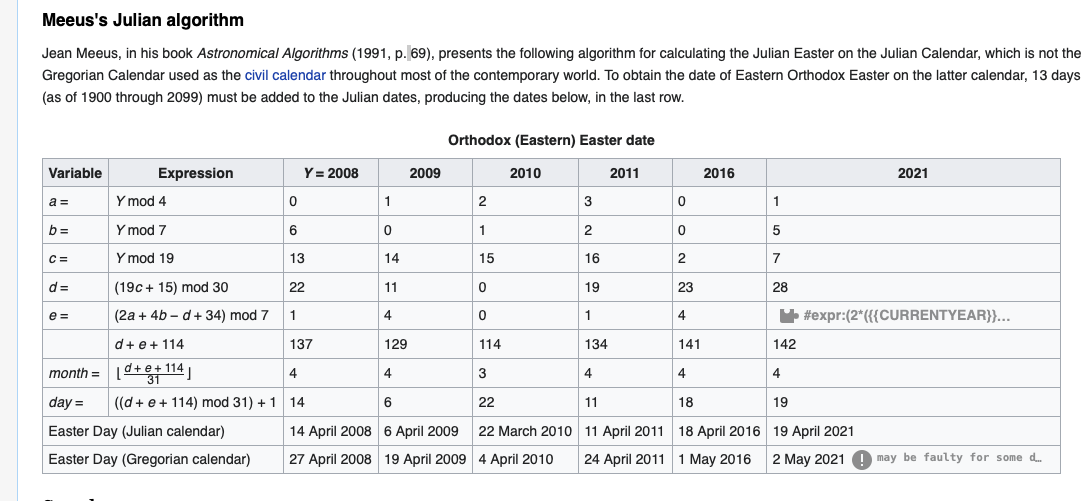 Meeus's Julian algorithm
Jean Meeus, in his book Astronomical Algorithms (1991, p. 69), presents the following algorithm for calculating the Julian Easter on the Julian Calendar, which is not the
Gregorian Calendar used as the civil calendar throughout most of the contemporary world. To obtain the date of Eastern Orthodox Easter on the latter calendar, 13 days
(as of 1900 through 2099) must be added to the Julian dates, producing the dates below, in the last row.
Orthodox (Eastern) Easter date
Variable Expression Y = 2008 2009 2010 2011 2016 2021
a = Y mod 4 0 1 2 3 0 1
b = Y mod 7 6 0 1 2 0 5
c = Y mod 19 13 14 15 16 2 7
d = (19c + 15) mod 30 22 11 0 19 23 28
e = (2a + 4b − d + 34) mod 7 1 4 0 1 4 #expr:(2*({{CURRENTYEAR}}...
d + e + 114 137 129 114 134 141 142
month = ⌊(d + e + 114)/31⌋ 4 4 3 4 4 4
day = ((d + e + 114) mod 31) + 1 14 6 22 11 18 19
Easter Day (Julian calendar) 14 April 2008 6 April 2009 22 March 2010 11 April 2011 18 April 2016 19 April 2021
Easter Day (Gregorian calendar) 27 April 2008 19 April 2009 4 April 2010 24 April 2011 1 May 2016 2 May 2021 ! may be faulty for some d…